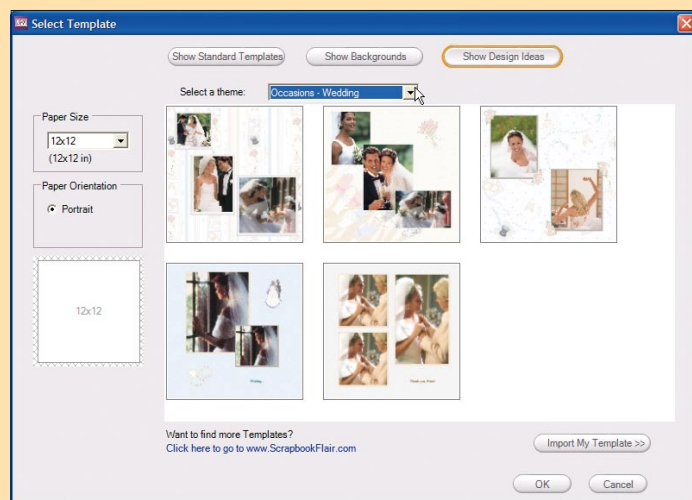 Select Template
Show Standard Templates Show Backgrounds Show Design Ideas
Select a theme: Occasions - Wedding
Paper Size
12x12
(12x12 in)
Paper Orientation
Portrait
12x12
Want to find more Templates?
Click here to go to www.ScrapbookFlair.com
Import My Template >>
OK Cancel